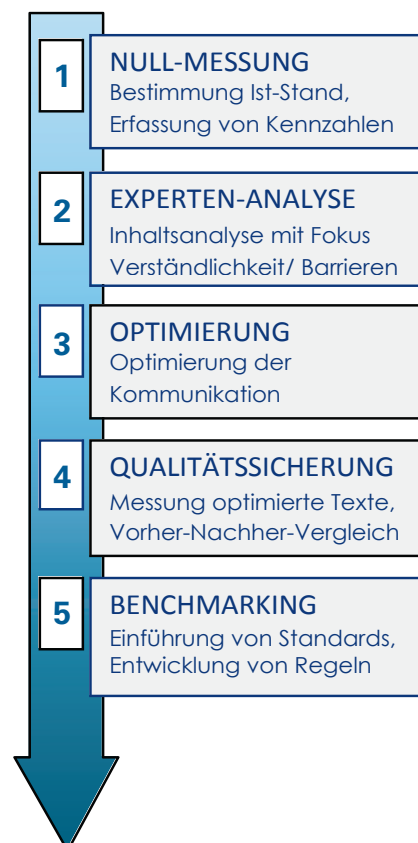 1
NULL-MESSUNG
Bestimmung Ist-Stand,
Erfassung von Kennzahlen
2
EXPERTEN-ANALYSE
Inhaltsanalyse mit Fokus
Verständlichkeit/ Barrieren
3
OPTIMIERUNG
Optimierung der
Kommunikation
4
QUALITÄTSSICHERUNG
Messung optimierte Texte,
Vorher-Nachher-Vergleich
5
BENCHMARKING
Einführung von Standards,
Entwicklung von Regeln